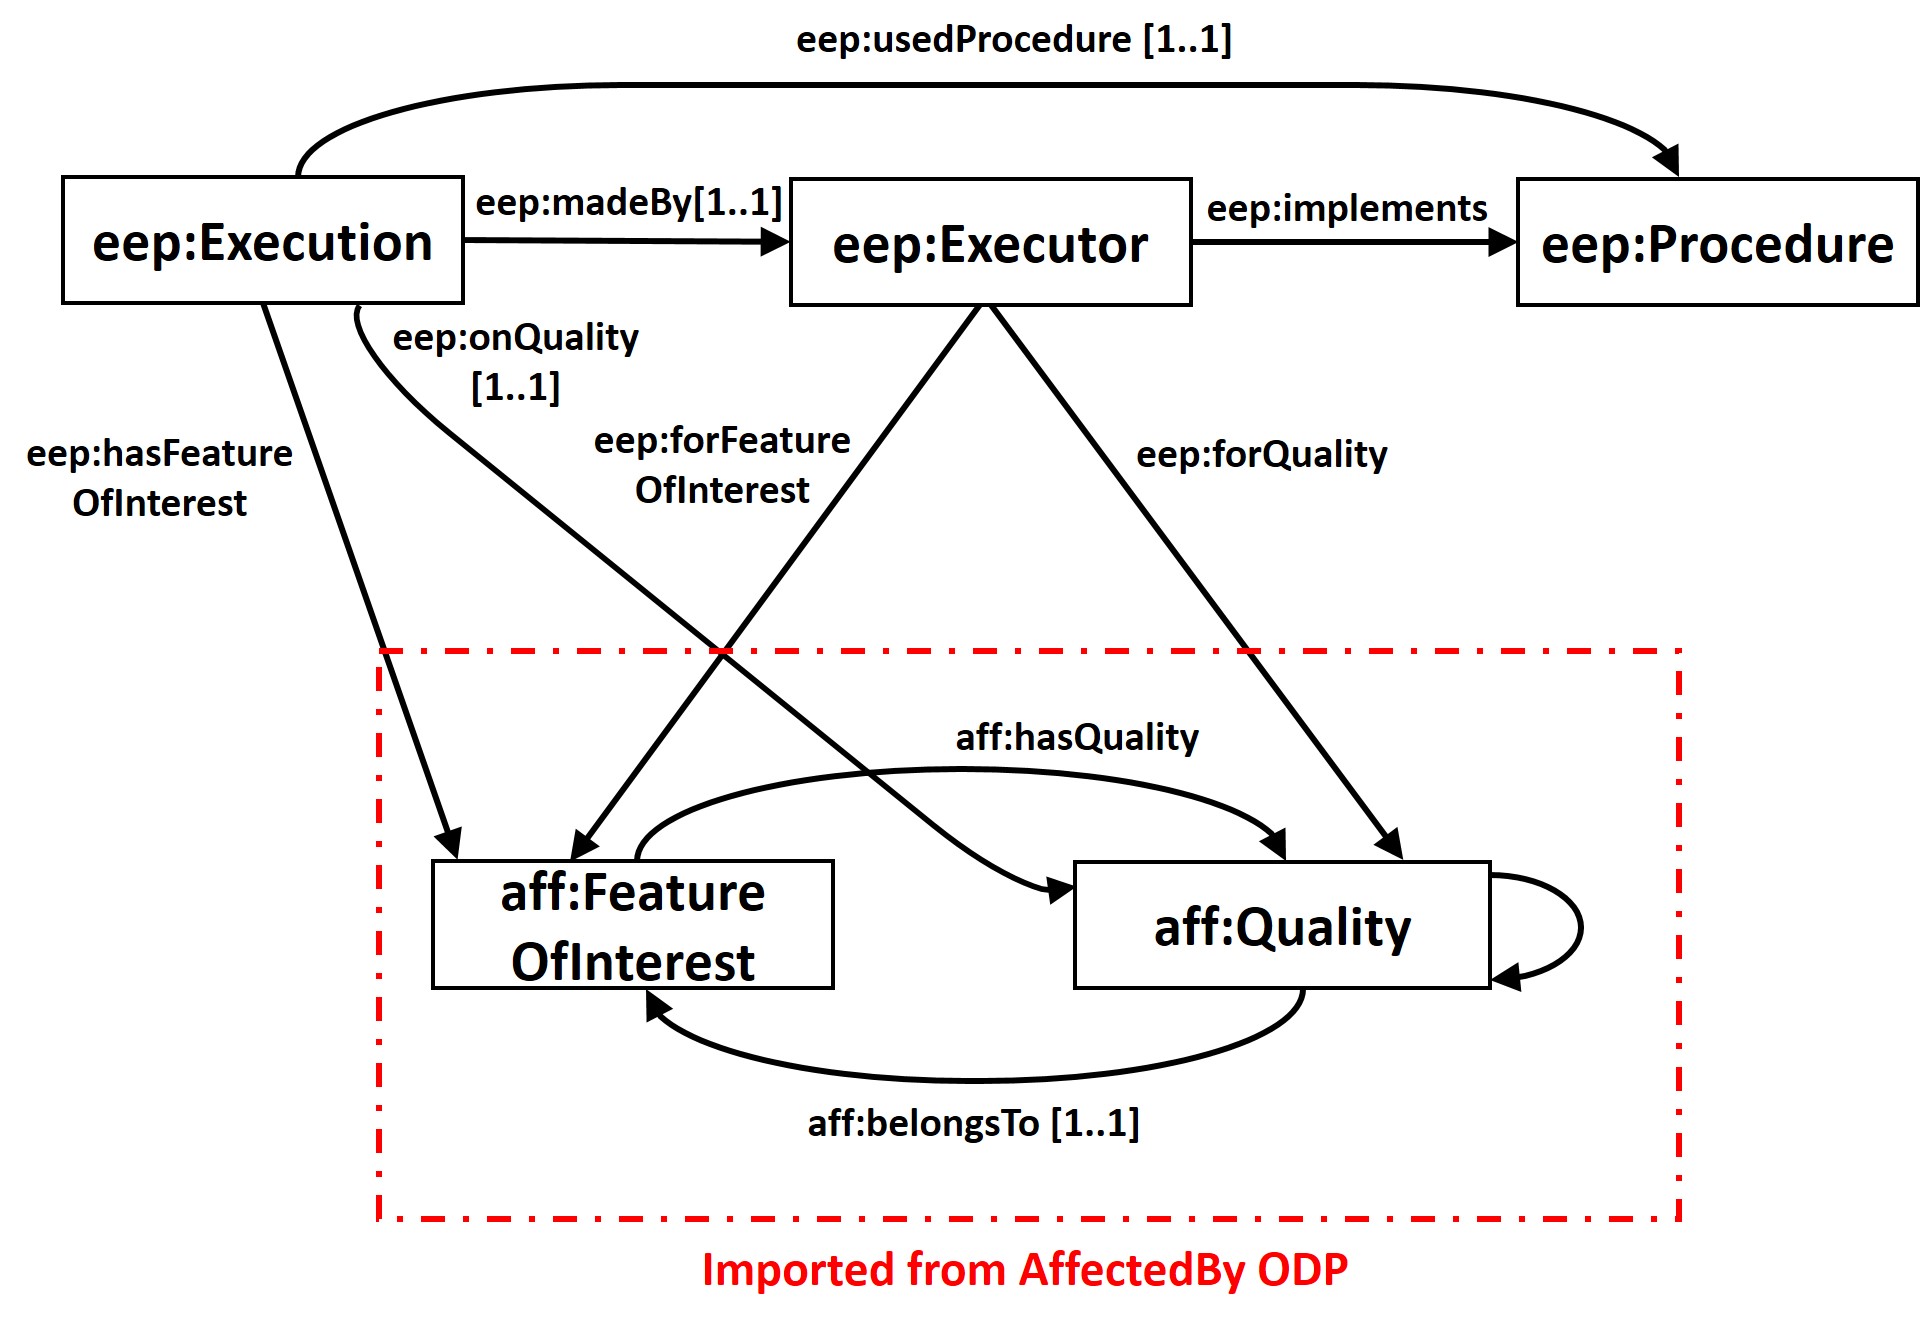 eep:usedProcedure [1..1]
eep:Execution
eep:madeBy[1..1]
eep:Executor
eep:implements
eep:Procedure
eep:onQuality
[1..1]
eep:hasFeature
OfInterest
eep:forFeature
OfInterest
eep:forQuality
aff:hasQuality
aff:Feature
OfInterest
aff:Quality
aff:belongsTo [1..1]
Imported from AffectedBy ODP